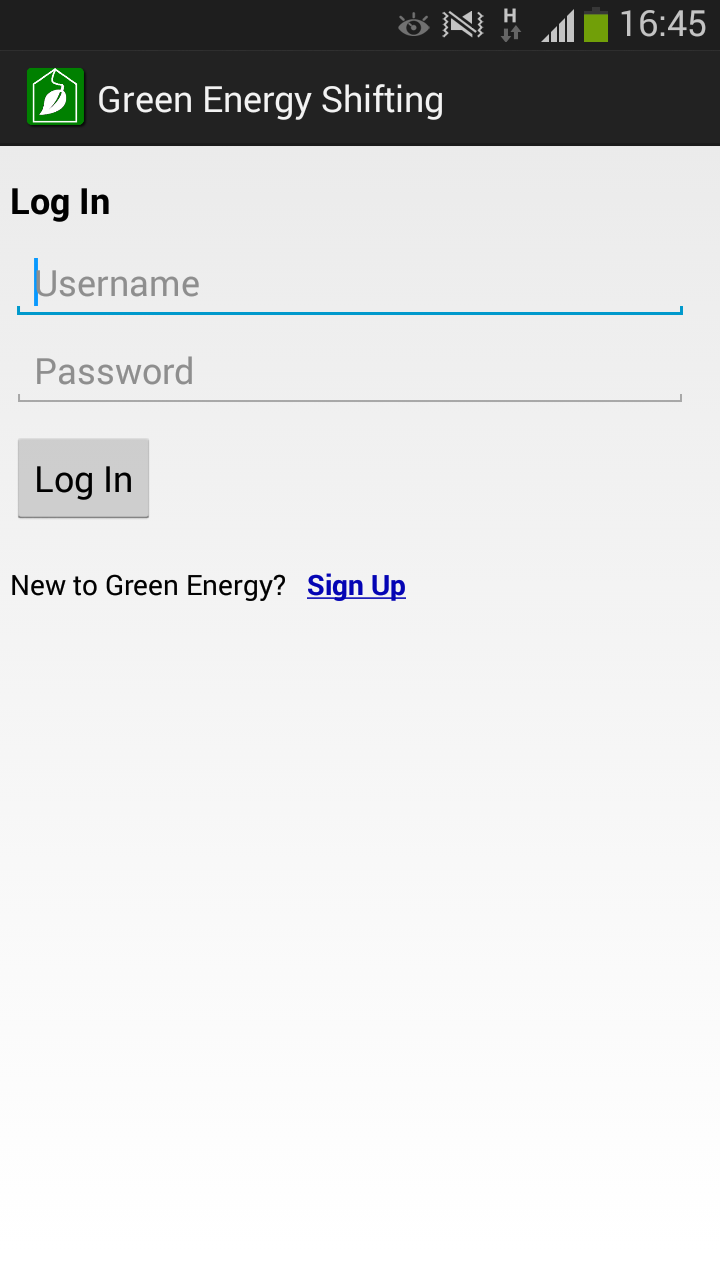 H 16:45
Green Energy Shifting
Log In
Username
Password
Log In
New to Green Energy? Sign Up